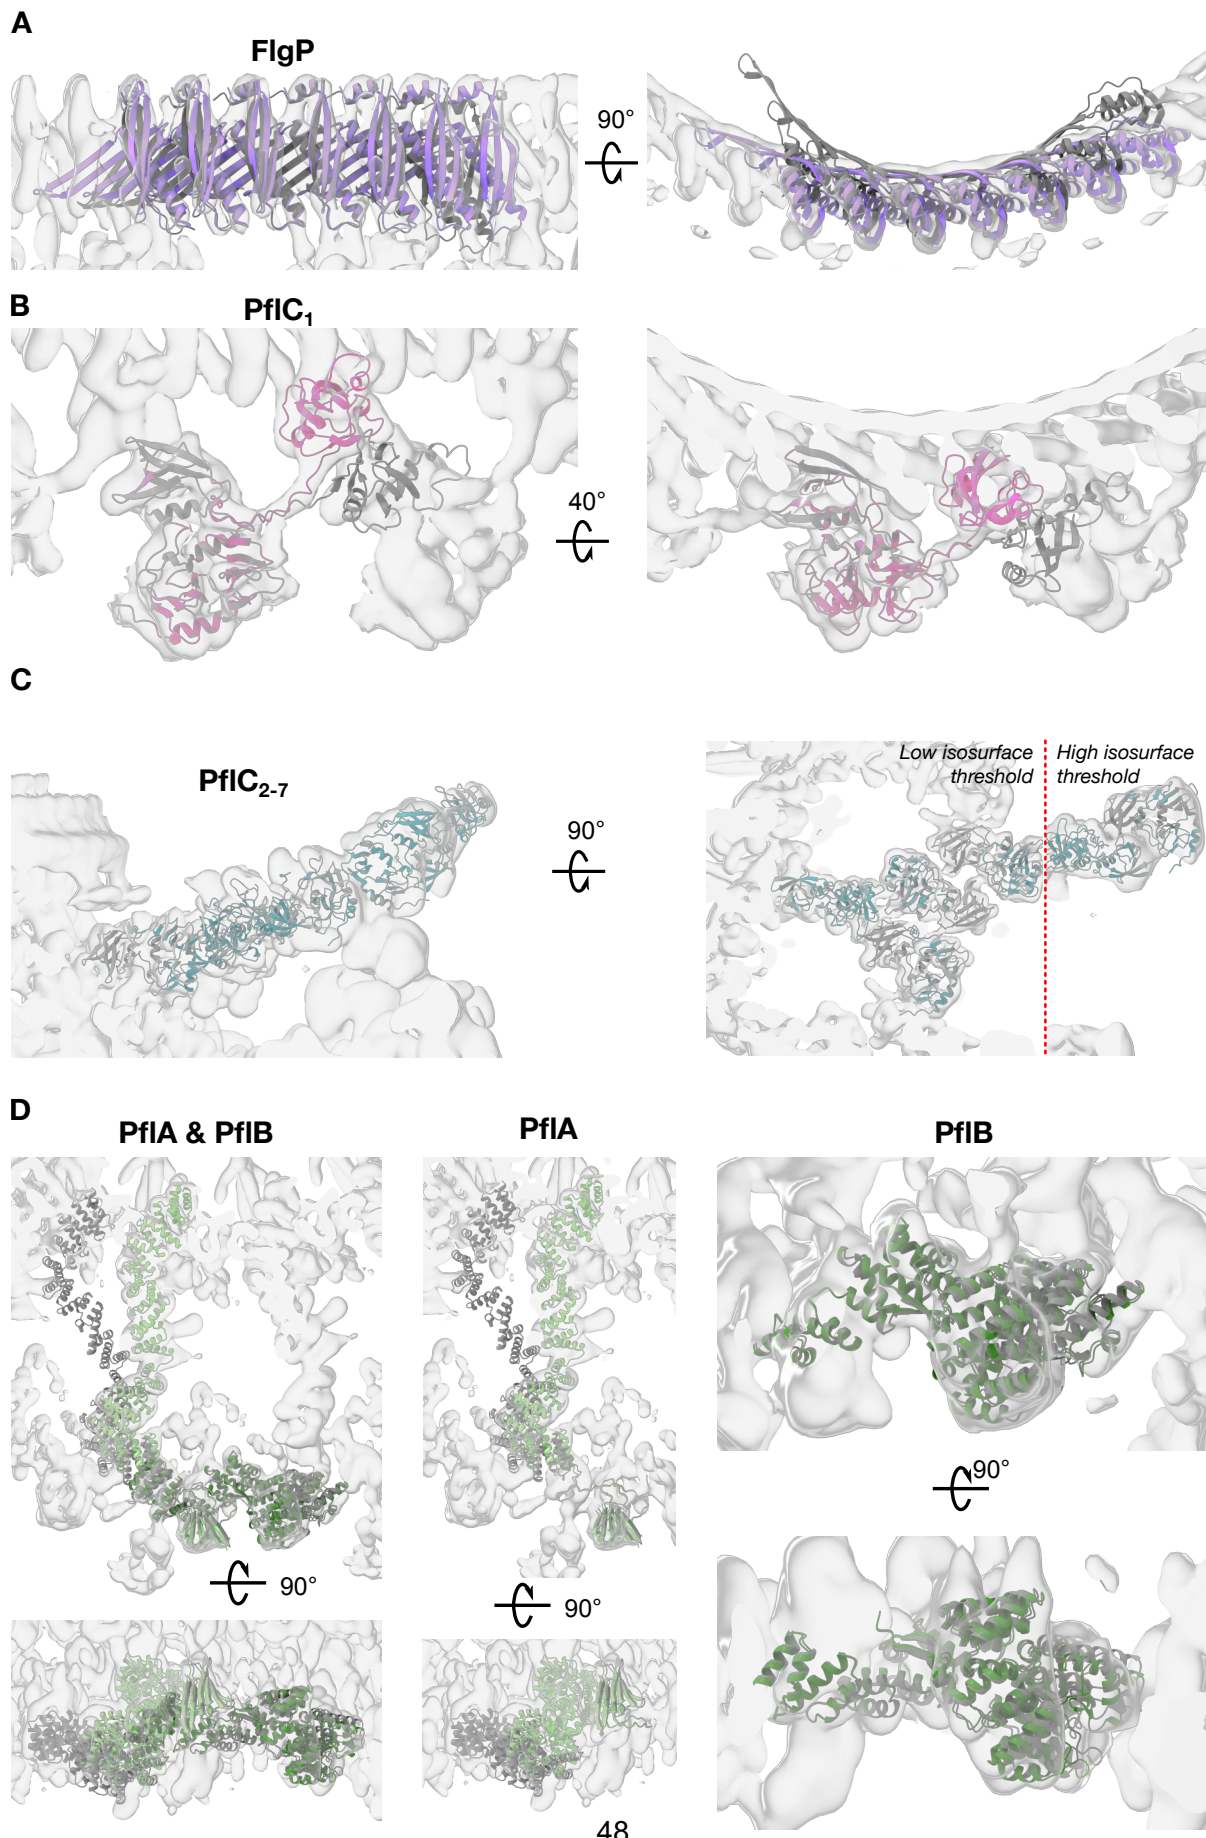 A
FlgP
90°
B
PflC₁
40°
C
PflC₂₋₇
Low isosurface
threshold
High isosurface
threshold
90°
D
PflA & PflB
PflA
PflB
90°
90°
90°
48